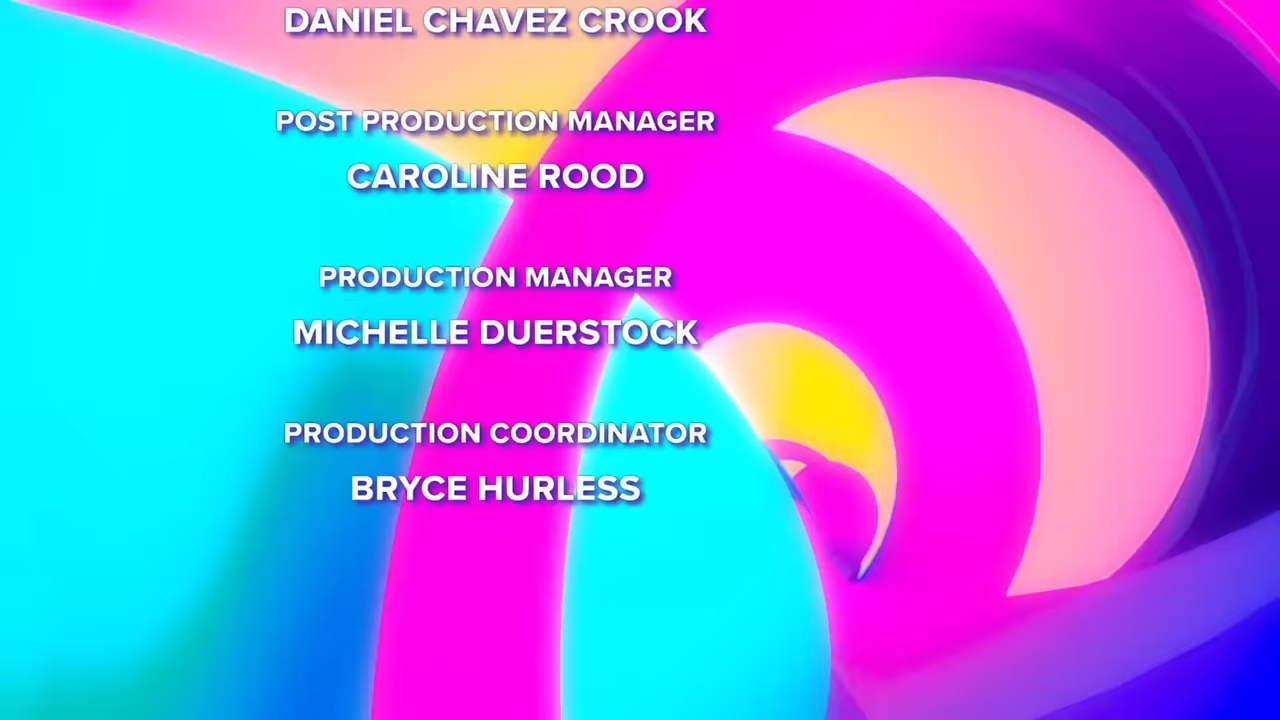 DANIEL CHAVEZ CROOK
POST PRODUCTION MANAGER
CAROLINE ROOD
PRODUCTION MANAGER
MICHELLE DUERSTOCK
PRODUCTION COORDINATOR
BRYCE HURLESS